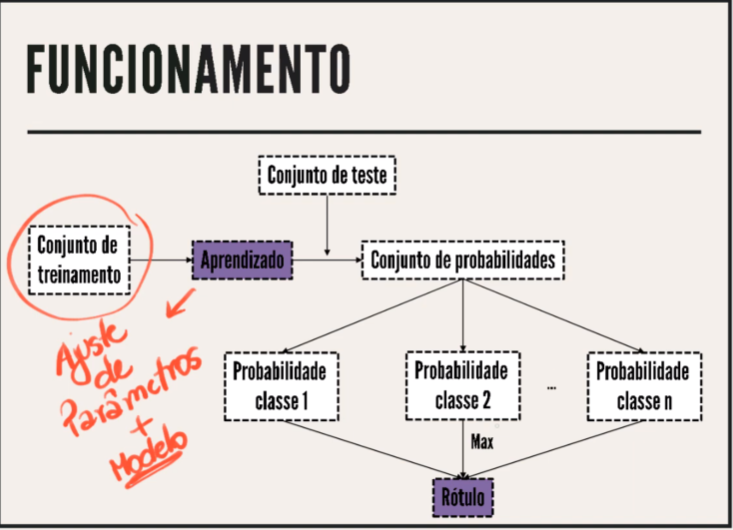 FUNCIONAMENTO
Conjunto de teste
Conjunto de
treinamento
Aprendizado
Conjunto de probabilidades
Ajuste
de
Parâmetros
+
Modelo
Probabilidade
classe 1
Probabilidade
classe 2
...
Probabilidade
classe n
Max
Rótulo